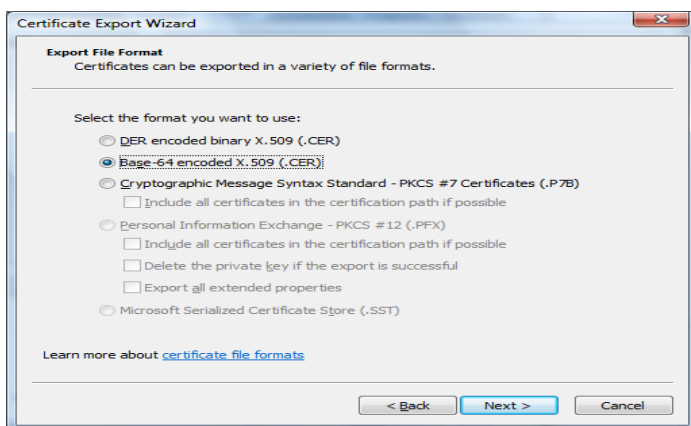 Certificate Export Wizard
Export File Format
Certificates can be exported in a variety of file formats.
Select the format you want to use:
DER encoded binary X.509 (.CER)
Base-64 encoded X.509 (.CER)
Cryptographic Message Syntax Standard - PKCS #7 Certificates (.P7B)
Include all certificates in the certification path if possible
Personal Information Exchange - PKCS #12 (.PFX)
Include all certificates in the certification path if possible
Delete the private key if the export is successful
Export all extended properties
Microsoft Serialized Certificate Store (.SST)
Learn more about certificate file formats
< Back Next > Cancel